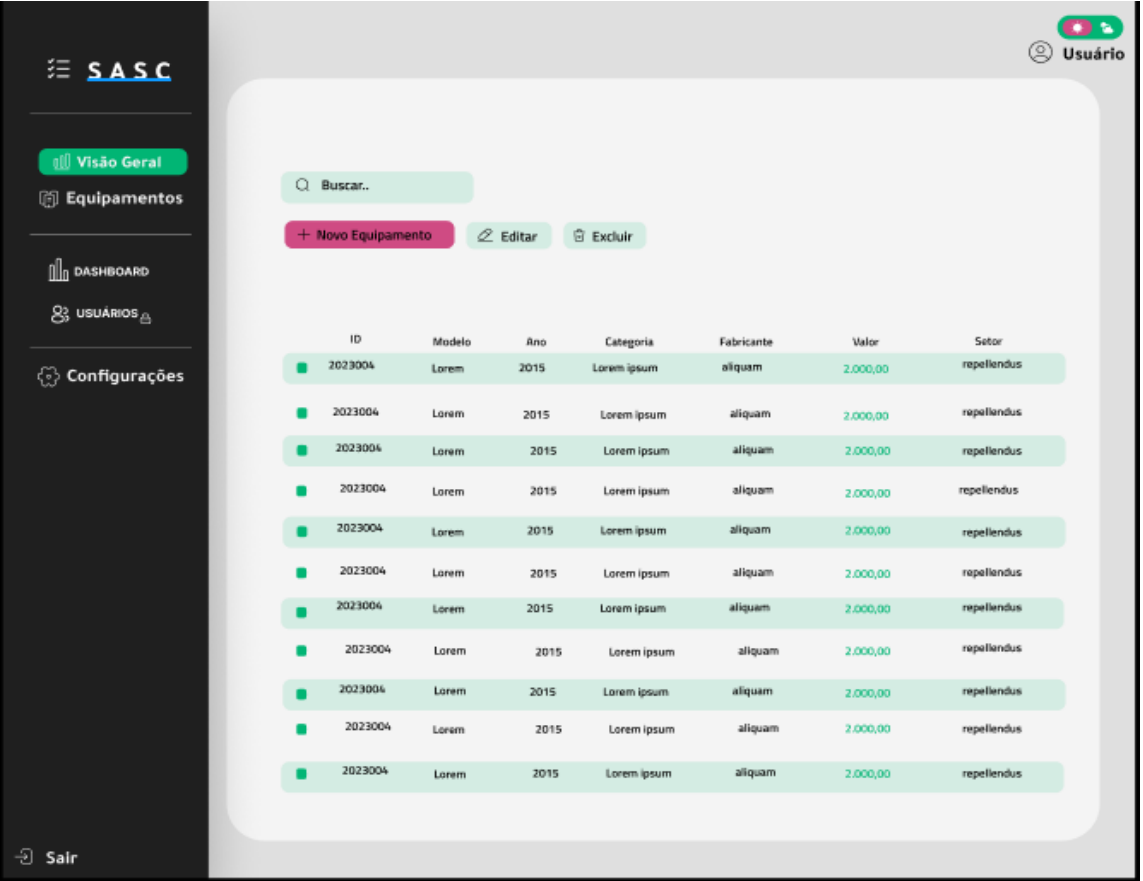 SASC
Usuário
Visão Geral
Equipamentos
DASHBOARD
USUÁRIOS
Configurações
Sair
Buscar..
+ Novo Equipamento Editar Excluir
ID Modelo Ano Categoria Fabricante Valor Setor
2023004 Lorem 2015 Lorem ipsum aliquam 2.000,00 repellendus
2023004 Lorem 2015 Lorem ipsum aliquam 2.000,00 repellendus
2023004 Lorem 2015 Lorem ipsum aliquam 2.000,00 repellendus
2023004 Lorem 2015 Lorem ipsum aliquam 2.000,00 repellendus
2023004 Lorem 2015 Lorem ipsum aliquam 2.000,00 repellendus
2023004 Lorem 2015 Lorem ipsum aliquam 2.000,00 repellendus
2023004 Lorem 2015 Lorem ipsum aliquam 2.000,00 repellendus
2023004 Lorem 2015 Lorem ipsum aliquam 2.000,00 repellendus
2023004 Lorem 2015 Lorem ipsum aliquam 2.000,00 repellendus
2023004 Lorem 2015 Lorem ipsum aliquam 2.000,00 repellendus
2023004 Lorem 2015 Lorem ipsum aliquam 2.000,00 repellendus